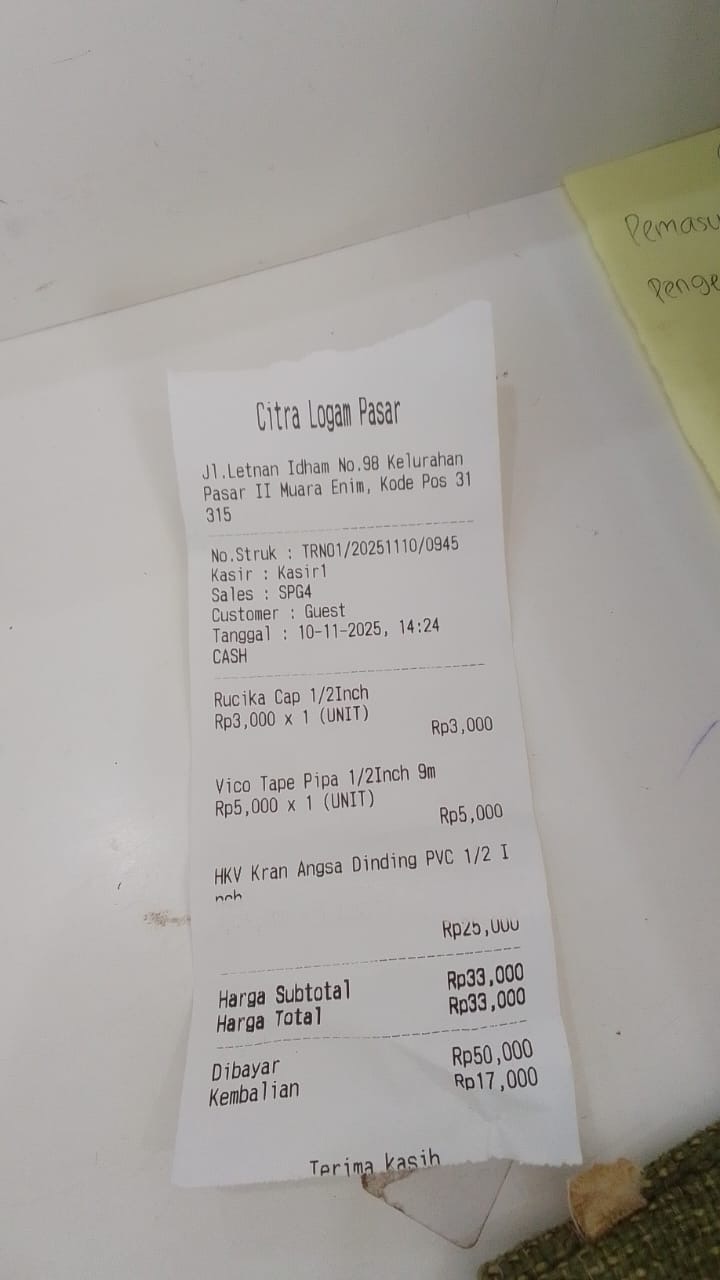 Citra Logam Pasar
Jl.Letnan Idham No.98 Kelurahan
Pasar II Muara Enim, Kode Pos 31
315
No.Struk : TRN01/20251110/0945
Kasir : Kasir1
Sales : SPG4
Customer : Guest
Tanggal : 10-11-2025, 14:24
CASH
Rucika Cap 1/2Inch
Rp3,000 x 1 (UNIT)
Rp3,000
Vico Tape Pipa 1/2Inch 9m
Rp5,000 x 1 (UNIT)
Rp5,000
HKV Kran Angsa Dinding PVC 1/2 I
nch
Rp25,000
Harga Subtotal Rp33,000
Harga Total Rp33,000
Dibayar Rp50,000
Kembalian Rp17,000
Terima kasih
Pemasu
Penge